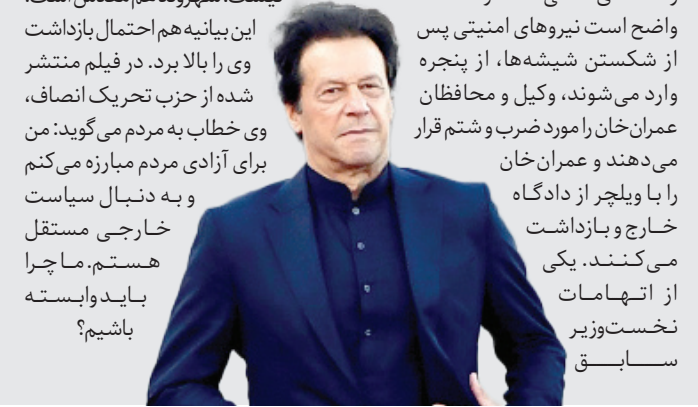 واضح است نیروهای امنیتی پس
از شکستن شیشه‌ها، از پنجره
وارد می‌شوند، وکیل و محافظان
عمران‌خان را مورد ضرب و شتم قرار
می‌دهند و عمران‌خان
را با ویلچر از دادگاه
خارج و بازداشت
می‌کنند. یکی
از اتهامات
نخست‌وزیر
سابق
این بیانیه هم احتمال بازداشت
وی را بالا برد. در فیلم منتشر
شده از حزب تحریک انصاف،
وی خطاب به مردم می‌گوید: من
برای آزادی مردم مبارزه می‌کنم
و به دنبال سیاست
خارجی مستقل
هستم. ما چرا
باید وابسته
باشیم؟